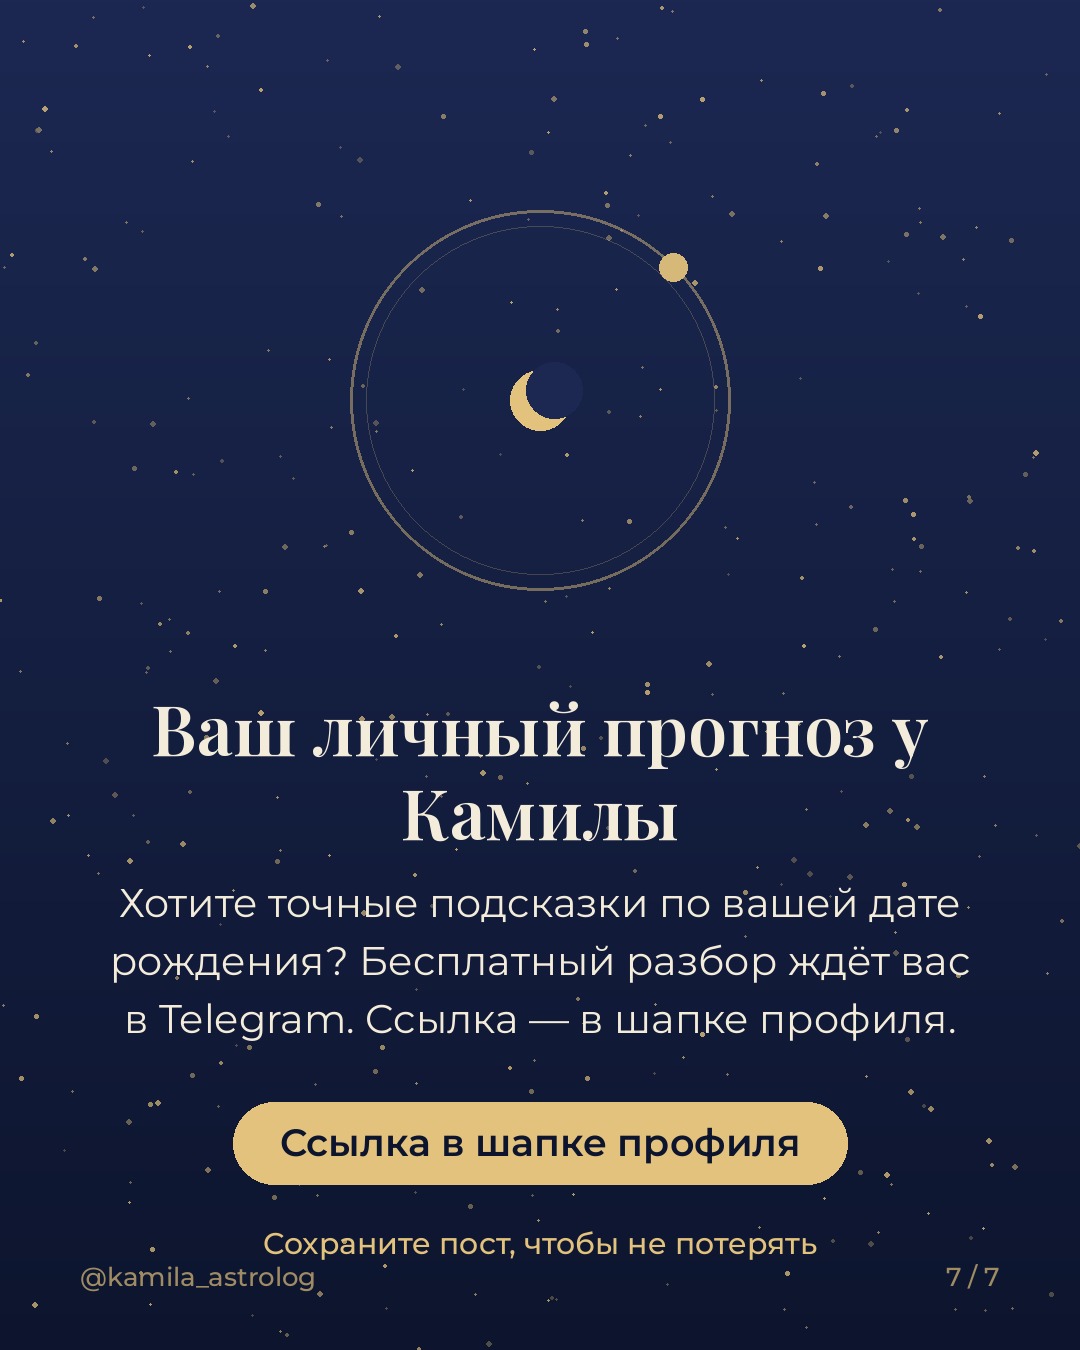 Ваш личный прогноз у
Камилы
Хотите точные подсказки по вашей дате
рождения? Бесплатный разбор ждёт вас
в Telegram. Ссылка — в шапке профиля.
Ссылка в шапке профиля
Сохраните пост, чтобы не потерять
@kamila_astrolog
7 / 7